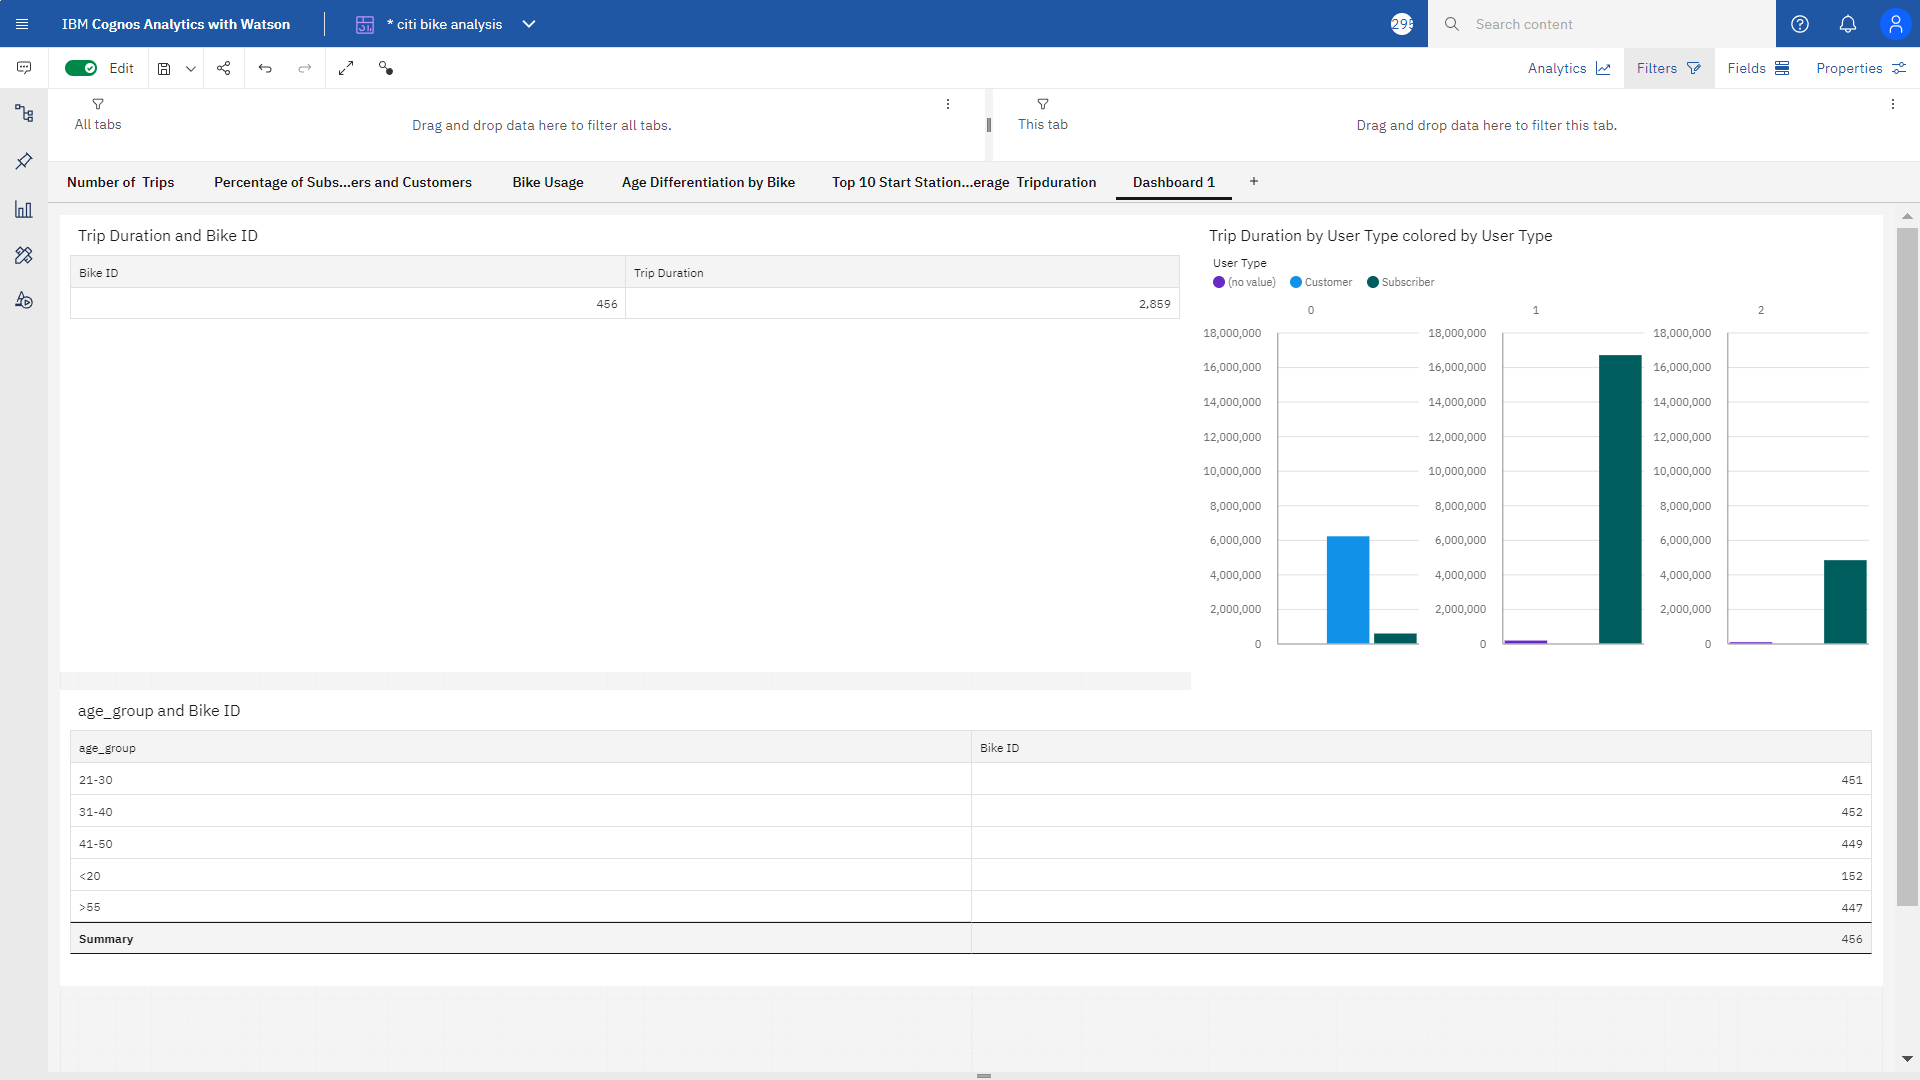 IBM Cognos Analytics with Watson
* citi bike analysis
295
Search content
Edit
Analytics
Filters
Fields
Properties
All tabs
Drag and drop data here to filter all tabs.
This tab
Drag and drop data here to filter this tab.
Number of Trips
Percentage of Subs...ers and Customers
Bike Usage
Age Differentiation by Bike
Top 10 Start Station...erage Tripduration
Dashboard 1
+
Trip Duration and Bike ID
Bike ID Trip Duration
456 2,859
Trip Duration by User Type colored by User Type
User Type
(no value) Customer Subscriber
0 1 2
18,000,000 18,000,000 18,000,000
16,000,000 16,000,000 16,000,000
14,000,000 14,000,000 14,000,000
12,000,000 12,000,000 12,000,000
10,000,000 10,000,000 10,000,000
8,000,000 8,000,000 8,000,000
6,000,000 6,000,000 6,000,000
4,000,000 4,000,000 4,000,000
2,000,000 2,000,000 2,000,000
0 0 0
age_group and Bike ID
age_group Bike ID
21-30 451
31-40 452
41-50 449
<20 152
>55 447
Summary 456